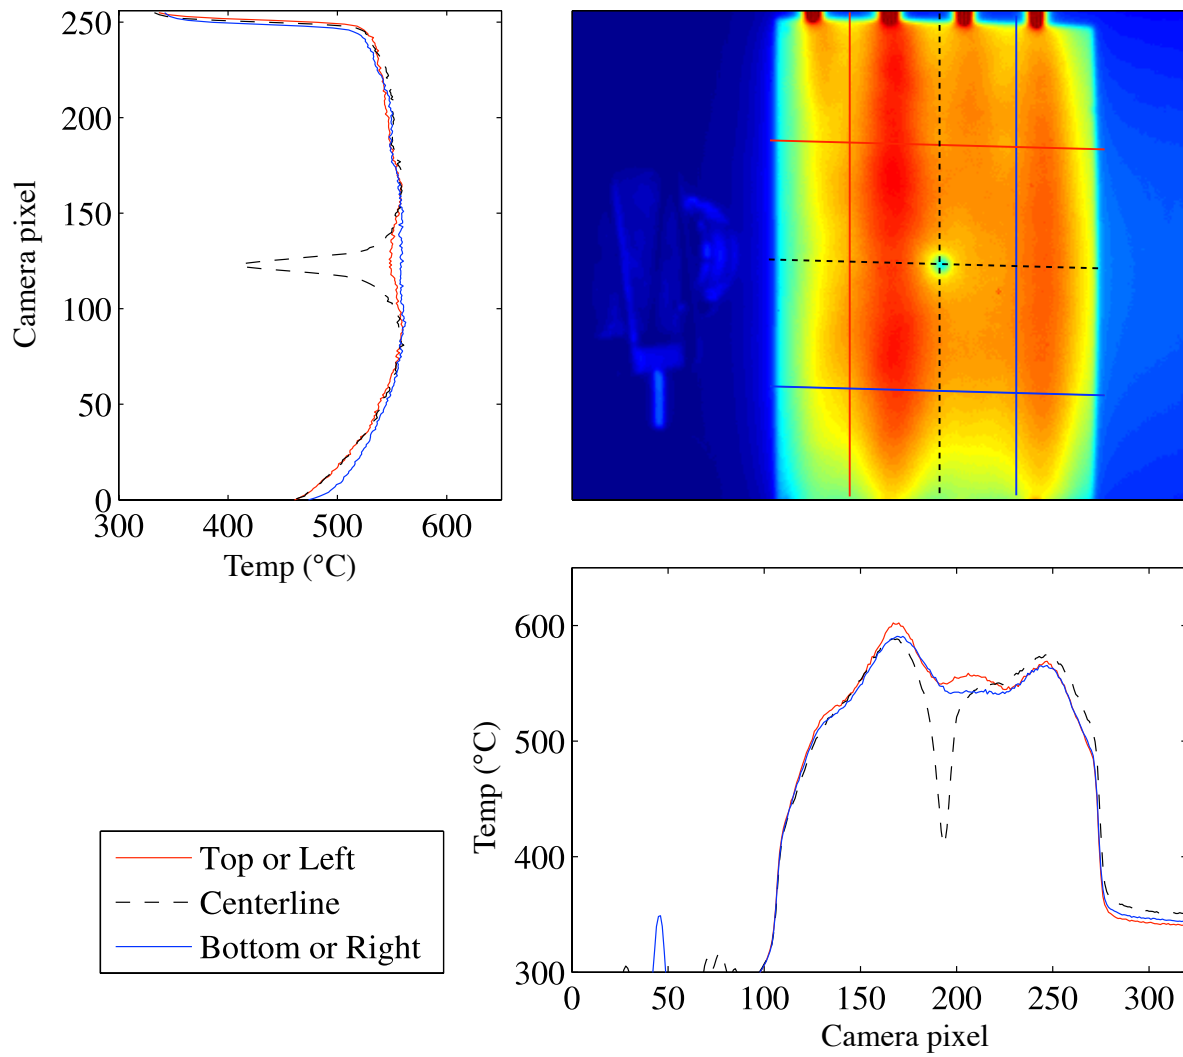 250
200
150
100
50
0
Camera pixel
300 400 500 600
Temp (°C)
600
500
400
300
Temp (°C)
0 50 100 150 200 250 300
Camera pixel
Top or Left
Centerline
Bottom or Right